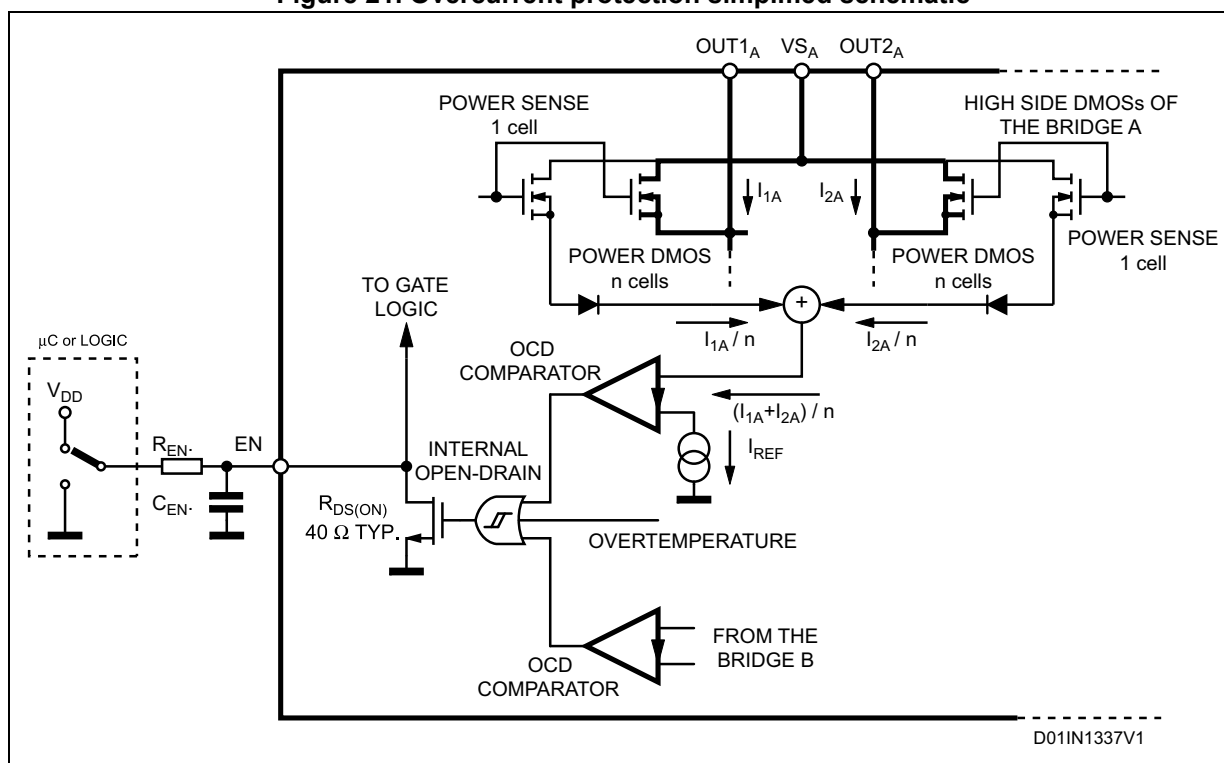 Figure 21. Overcurrent protection simplified schematic
OUT1A VSA OUT2A
POWER SENSE
1 cell
HIGH SIDE DMOSs OF
THE BRIDGE A
I1A
I2A
POWER DMOS
n cells
POWER DMOS
n cells
POWER SENSE
1 cell
TO GATE
LOGIC
+
I1A / n
I2A / n
μC or LOGIC
VDD
OCD
COMPARATOR
(I1A+I2A) / n
IREF
REN.
EN
INTERNAL
OPEN-DRAIN
CEN.
RDS(ON)
40 Ω TYP.
OVERTEMPERATURE
OCD
COMPARATOR
FROM THE
BRIDGE B
D01IN1337V1